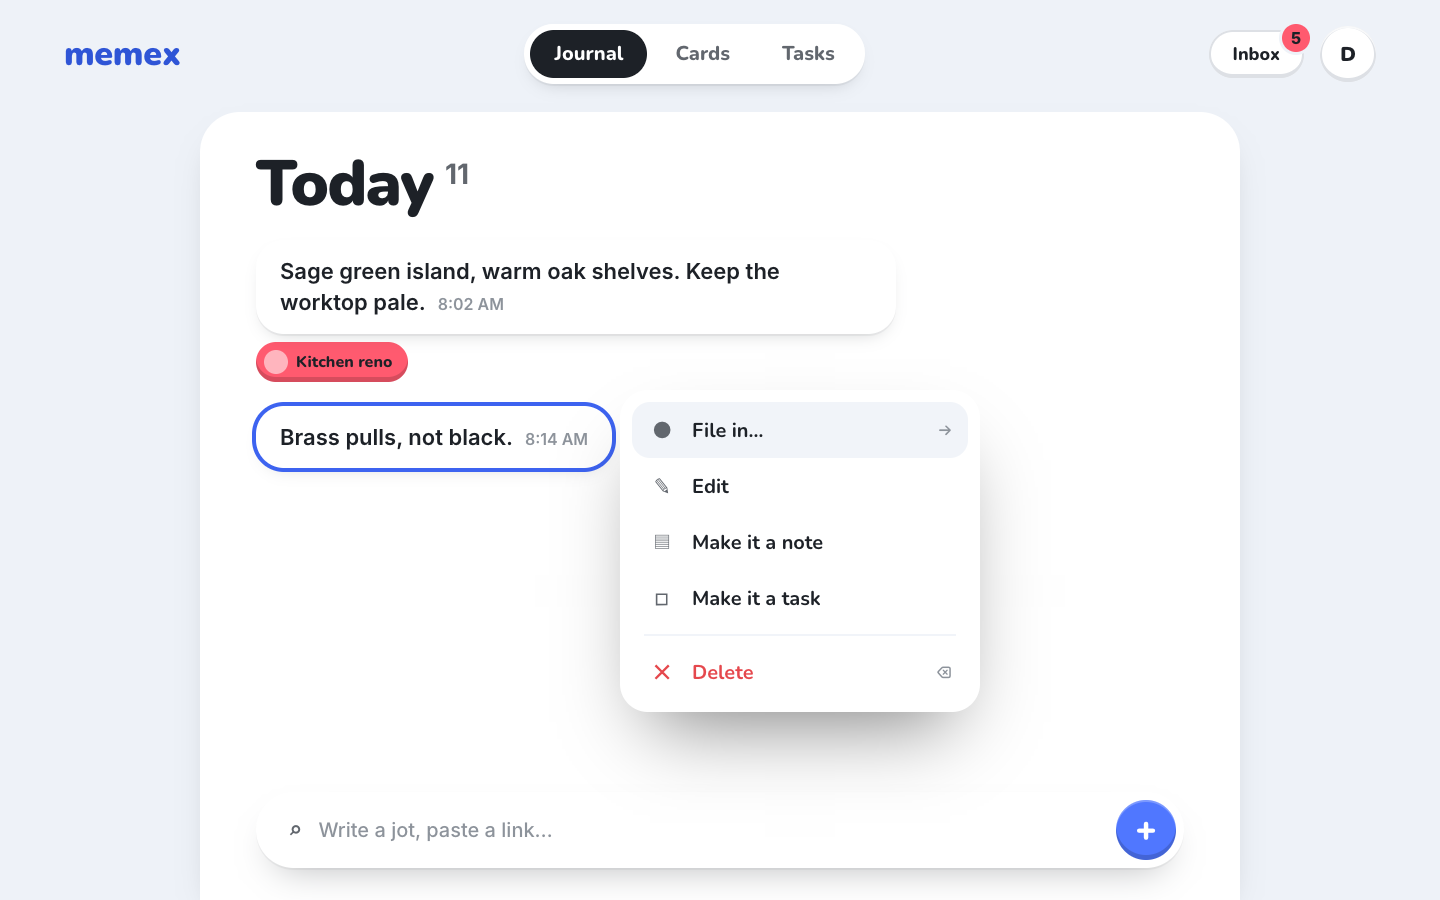 memex
Journal Cards Tasks
Inbox 5 D
Today 11
Sage green island, warm oak shelves. Keep the
worktop pale. 8:02 AM
Kitchen reno
Brass pulls, not black. 8:14 AM
File in...
Edit
Make it a note
Make it a task
Delete
Write a jot, paste a link...